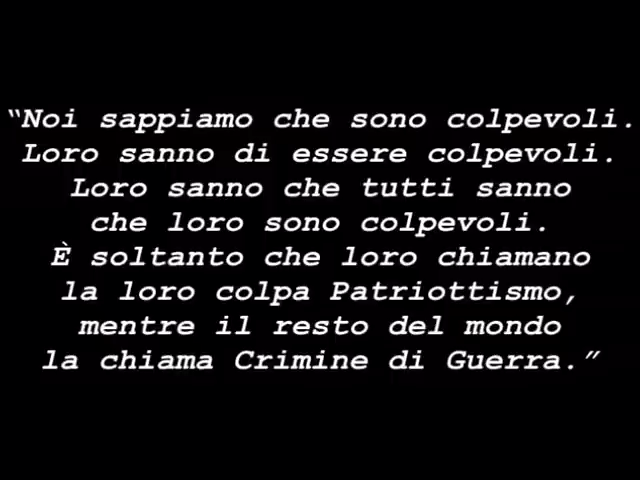 “Noi sappiamo che sono colpevoli.
Loro sanno di essere colpevoli.
Loro sanno che tutti sanno
che loro sono colpevoli.
È soltanto che loro chiamano
la loro colpa Patriottismo,
mentre il resto del mondo
la chiama Crimine di Guerra.”